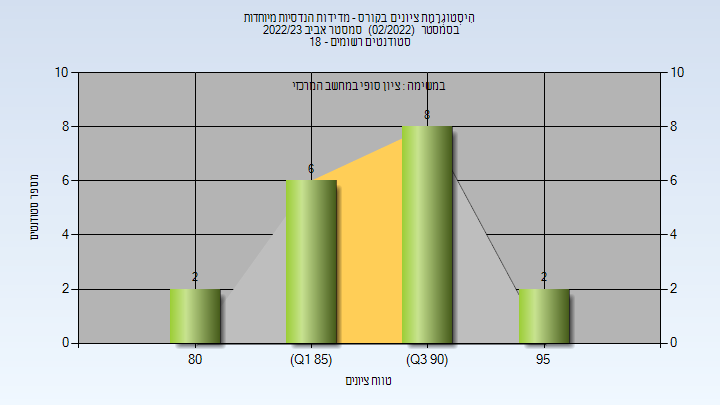 היסטוגרמת ציונים בקורס - מדידות הנדסיות מיוחדות
בסמסטר (02/2022) סמסטר אביב 2022/23
סטודנטים רשומים - 18
במשימה : ציון סופי במחשב המרכזי
10 10
8 8 8
6 6 6
4 4
2 2 2 2
0 0
80 (Q1 85) (Q3 90) 95
מספר סטודנטים
טווח ציונים